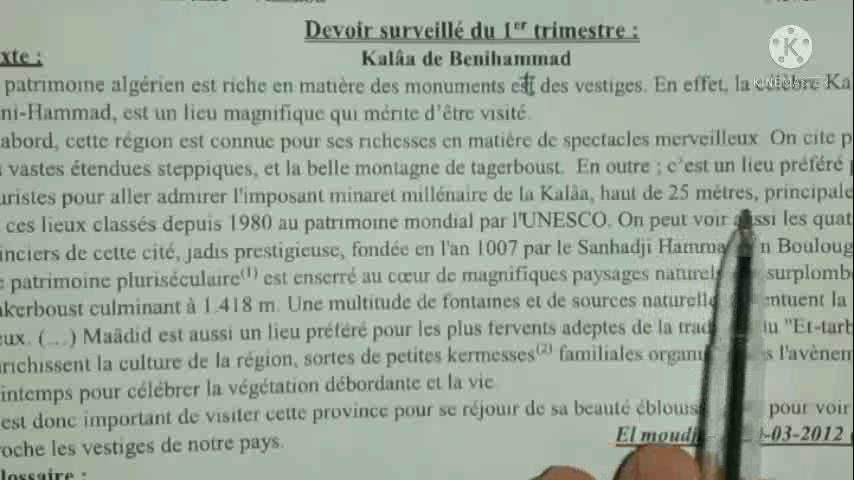 Devoir surveillé du 1er trimestre :
xte :
Kalâa de Benihammad
patrimoine algérien est riche en matière des monuments et des vestiges. En effet, la célèbre Ka
ni-Hammad, est un lieu magnifique qui mérite d'être visité.
abord, cette région est connue pour ses richesses en matière de spectacles merveilleux On cite p
vastes étendues steppiques, et la belle montagne de tagerboust. En outre ; c'est un lieu préféré
uristes pour aller admirer l'imposant minaret millénaire de la Kalâa, haut de 25 mètres, principale
ces lieux classés depuis 1980 au patrimoine mondial par l'UNESCO. On peut voir aussi les quat
inciers de cette cité, jadis prestigieuse, fondée en l'an 1007 par le Sanhadji Hamma n Bouloug
e patrimoine pluriséculaire(1) est enserré au cœur de magnifiques paysages naturel surplomb
akerboust culminant à 1.418 m. Une multitude de fontaines et de sources naturelle entuent la
eux. (…) Maâdid est aussi un lieu préféré pour les plus fervents adeptes de la trad du "Et-tarb
nrichissent la culture de la région, sortes de petites kermesses(2) familiales organi s l'avènem
intemps pour célébrer la végétation débordante et la vie
est donc important de visiter cette province pour se réjouir de sa beauté éblouis pour voir
roche les vestiges de notre pays.
El moudj -03-2012
lossaire :
K
KINEMA